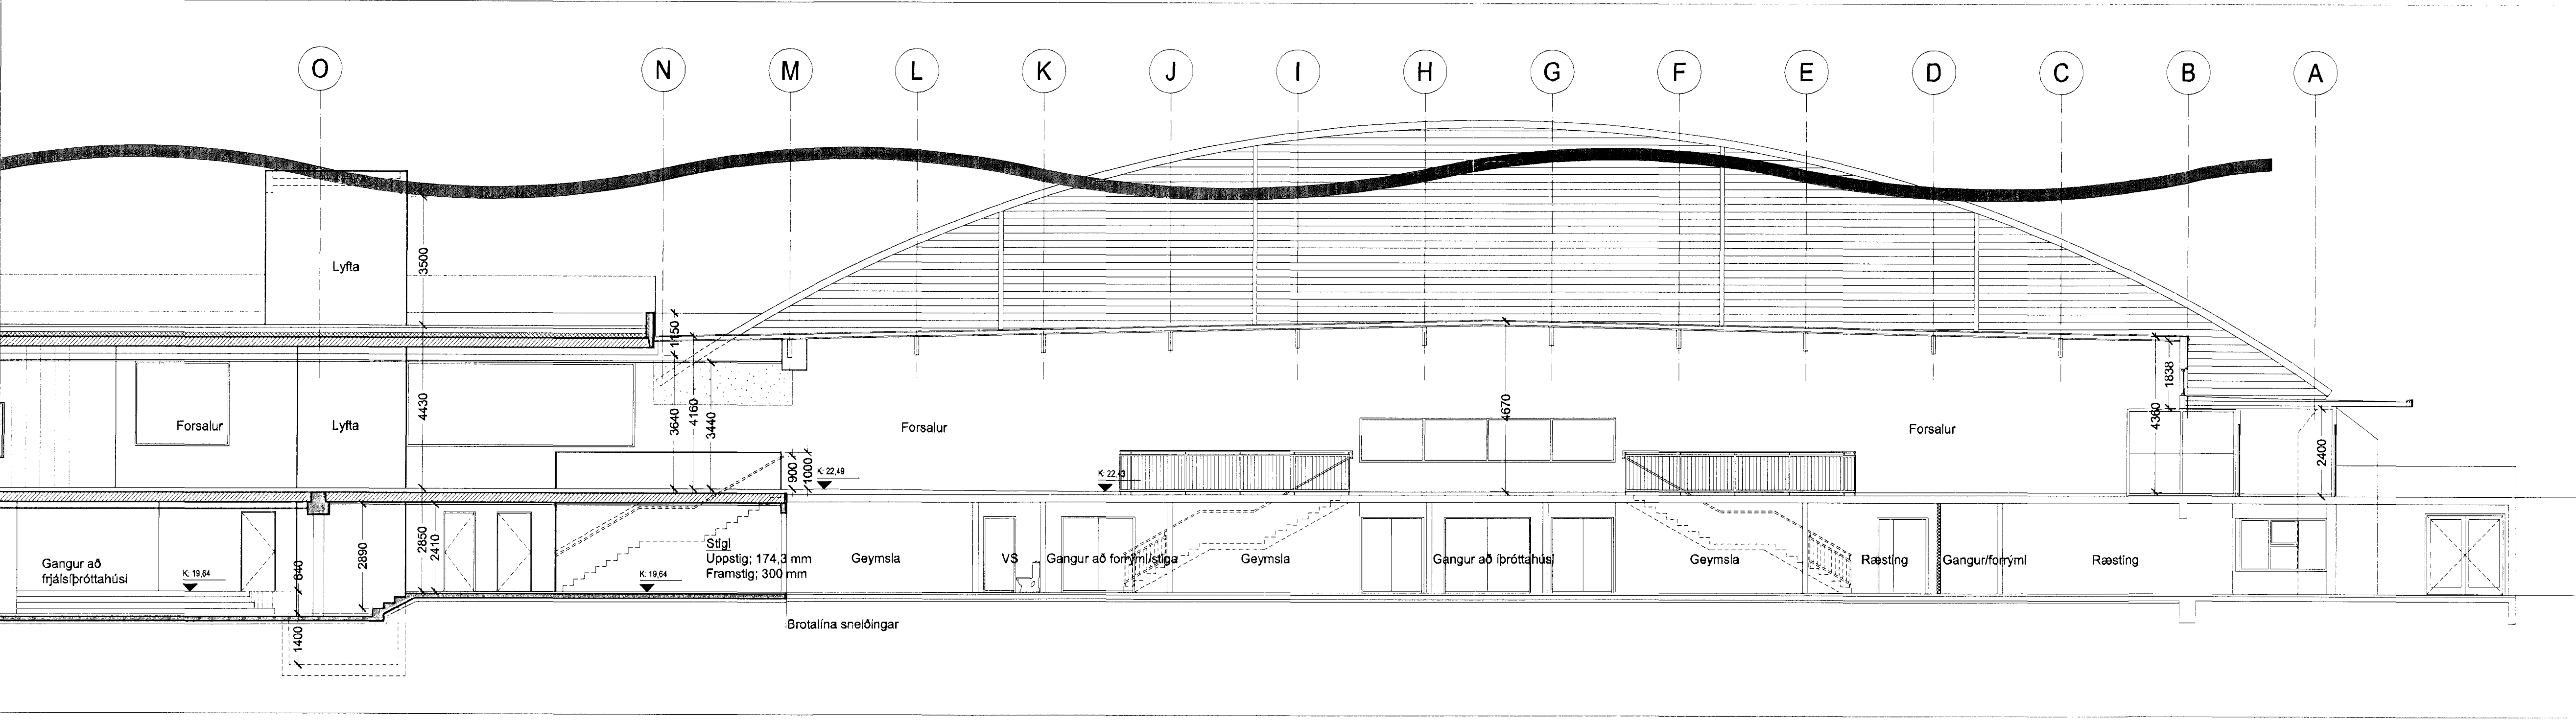 O N M L K J I H G F E D C B A
Lyfta
3500
1150
4430
3640
4160
3440
4670
1838
4360
2400
Forsalur
Lyfta
Forsalur
Forsalur
900
1000
K: 22,49
K: 22,43
Gangur að
frjálsíþróttahúsi
K: 19,64
640
1400
2890
2850
2410
K: 19,64
Stigi
Uppstig; 174,3 mm
Framstig; 300 mm
Geymsla
VS
Gangur að forrými/stiga
Geymsla
Gangur að íþróttahúsi
Geymsla
Ræsting
Gangur/forrými
Ræsting
Brotalína sneiðingar